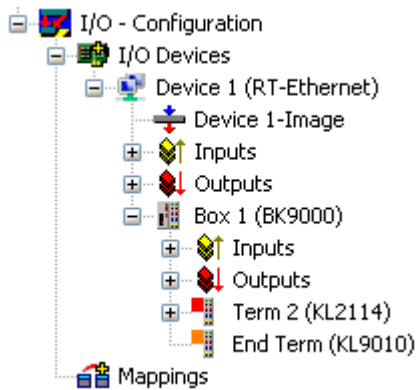 I/O - Configuration
I/O Devices
Device 1 (RT-Ethernet)
Device 1-Image
Inputs
Outputs
Box 1 (BK9000)
Inputs
Outputs
Term 2 (KL2114)
End Term (KL9010)
Mappings